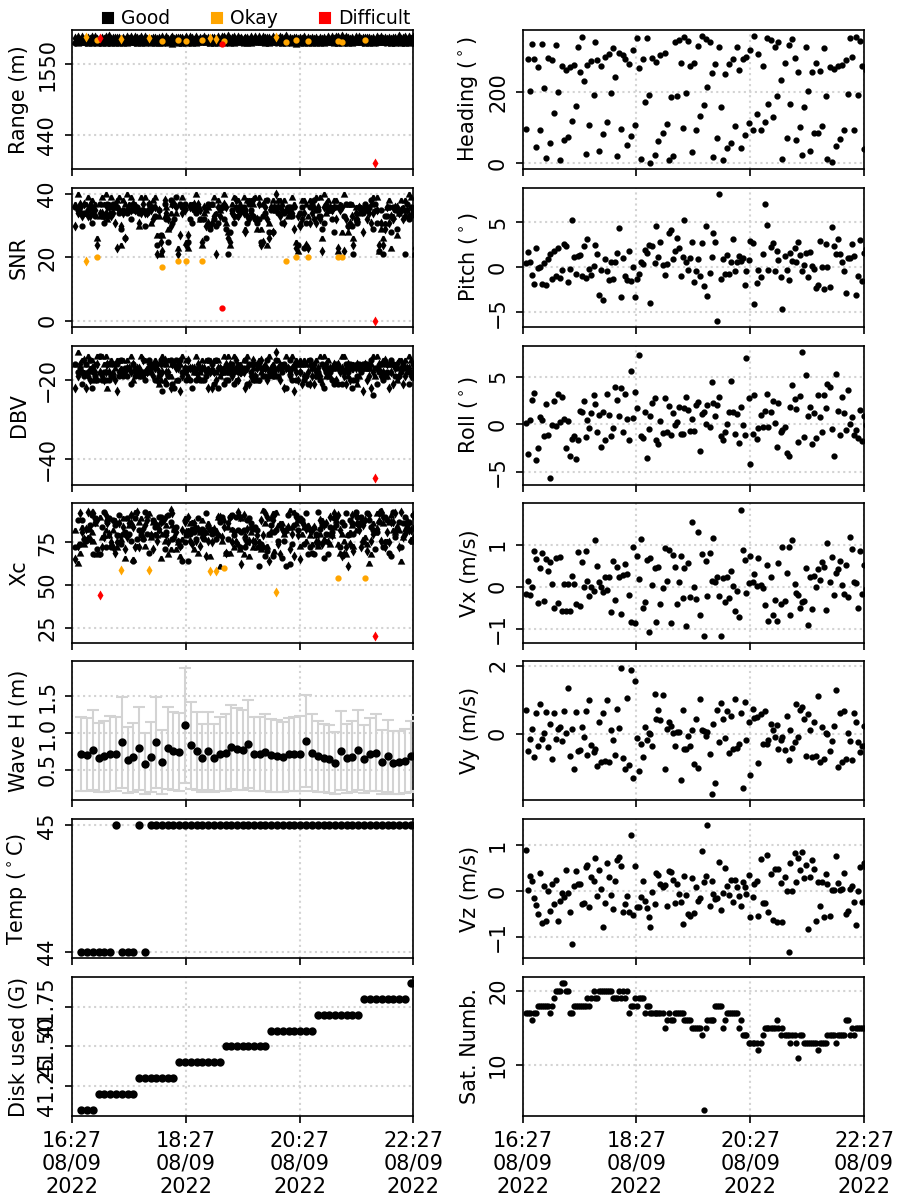 Good Okay Difficult
Range (m)
1550
440
Heading (°)
200
0
SNR
40
20
0
Pitch (°)
5
0
−5
DBV
−20
−40
Roll (°)
5
0
−5
Xc
75
50
25
Vx (m/s)
1
0
−1
Wave H (m)
1.5
1.0
0.5
Vy (m/s)
2
0
Temp (°C)
45
44
Vz (m/s)
1
0
−1
Disk used (G)
41.75
41.50
41.25
Sat. Numb.
20
10
16:27 18:27 20:27 22:27 16:27 18:27 20:27 22:27
08/09 08/09 08/09 08/09 08/09 08/09 08/09 08/09
2022 2022 2022 2022 2022 2022 2022 2022